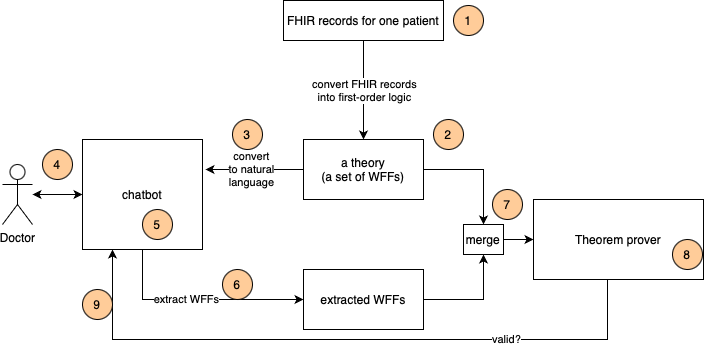 FHIR records for one patient
1
convert FHIR records
into first-order logic
3
2
convert
to natural
language
a theory
(a set of WFFs)
4
chatbot
Doctor
5
7
merge
Theorem prover
8
6
extract WFFs
extracted WFFs
9
valid?